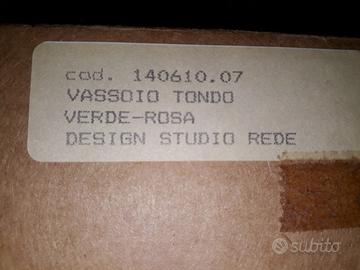 cod. 140610.07
VASSOIO TONDO
VERDE-ROSA
DESIGN STUDIO REDE
subito